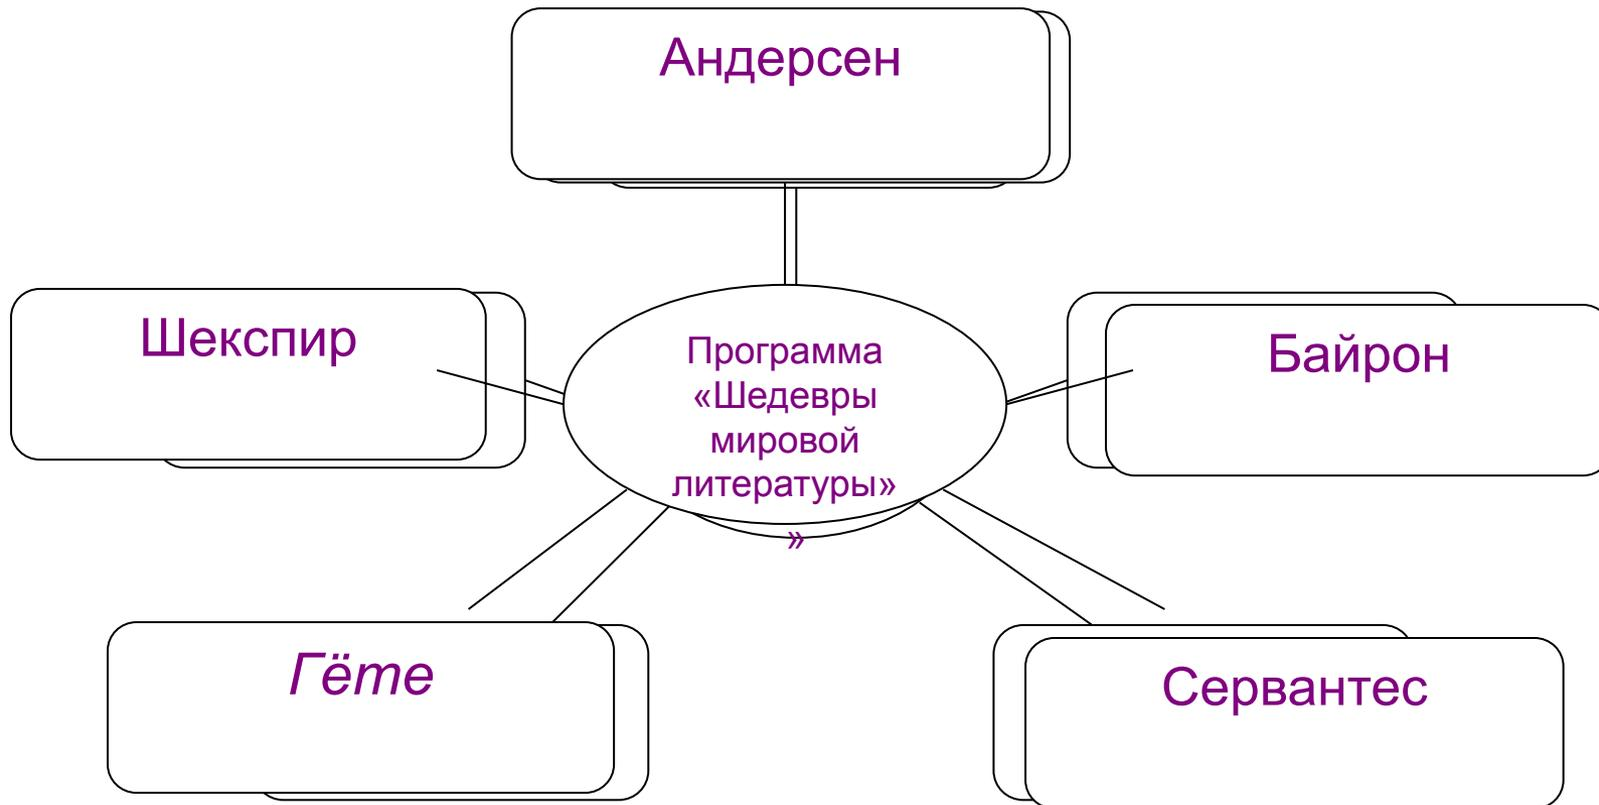 Андерсен
Шекспир
Программа
«Шедевры
мировой
литературы»
»
Байрон
Гёте
Сервантес